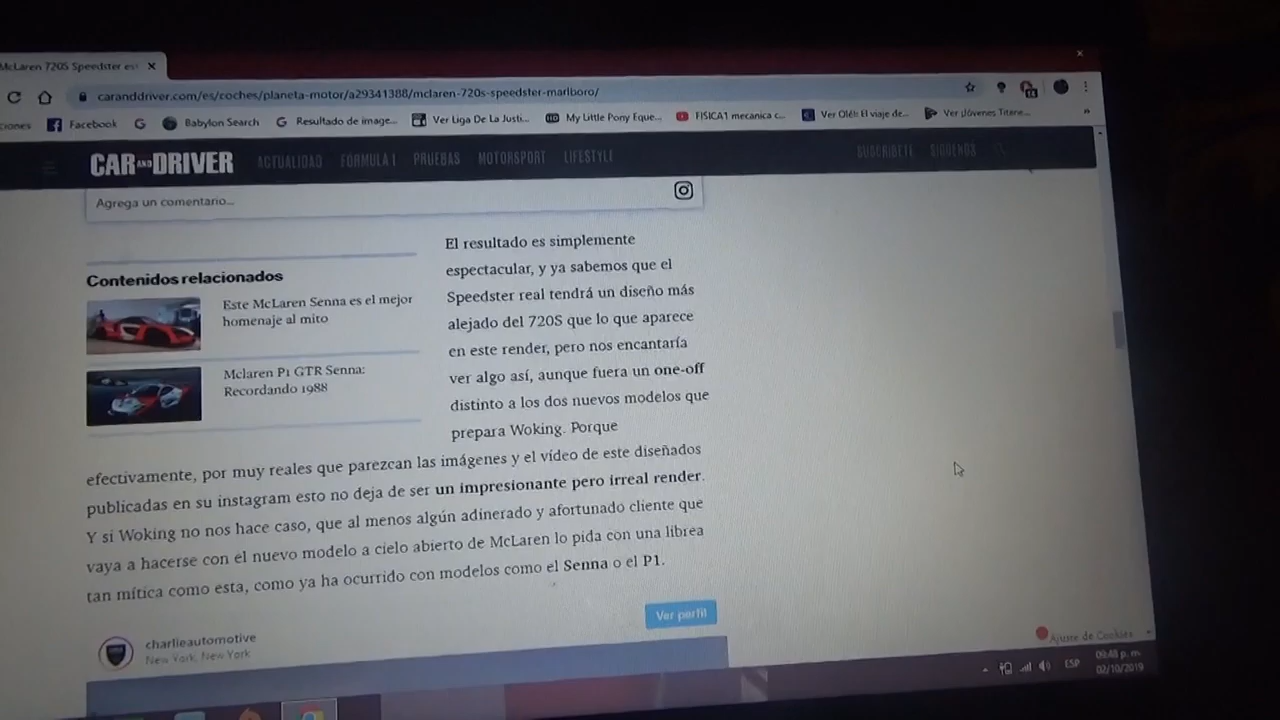 McLaren 720S Speedster es
caranddriver.com/es/coches/planeta-motor/a29341388/mclaren-720s-speedster-marlboro/
ciones
Facebook
Babylon Search
Resultado de image...
Ver Liga De La Justi...
My Little Pony Eque...
FISICA1 mecanica c...
Ver Olé!: El viaje de...
Ver ¡Jóvenes Titane...
CAR AND DRIVER
ACTUALIDAD
FORMULA 1
PRUEBAS
MOTORSPORT
LIFESTYLE
SUSCRÍBETE
SÍGUENOS
Agrega un comentario...
Contenidos relacionados
Este McLaren Senna es el mejor
homenaje al mito
Mclaren P1 GTR Senna:
Recordando 1988
El resultado es simplemente
espectacular, y ya sabemos que el
Speedster real tendrá un diseño más
alejado del 720S que lo que aparece
en este render, pero nos encantaría
ver algo así, aunque fuera un one-off
distinto a los dos nuevos modelos que
prepara Woking. Porque
efectivamente, por muy reales que parezcan las imágenes y el vídeo de este diseñados
publicadas en su instagram esto no deja de ser un impresionante pero irreal render.
Y si Woking no nos hace caso, que al menos algún adinerado y afortunado cliente que
vaya a hacerse con el nuevo modelo a cielo abierto de McLaren lo pida con una librea
tan mítica como esta, como ya ha ocurrido con modelos como el Senna o el P1.
Ver perfil
charlieautomotive
New York, New York
Ajuste de Cookies
ESP
09:48 p. m.
02/10/2019